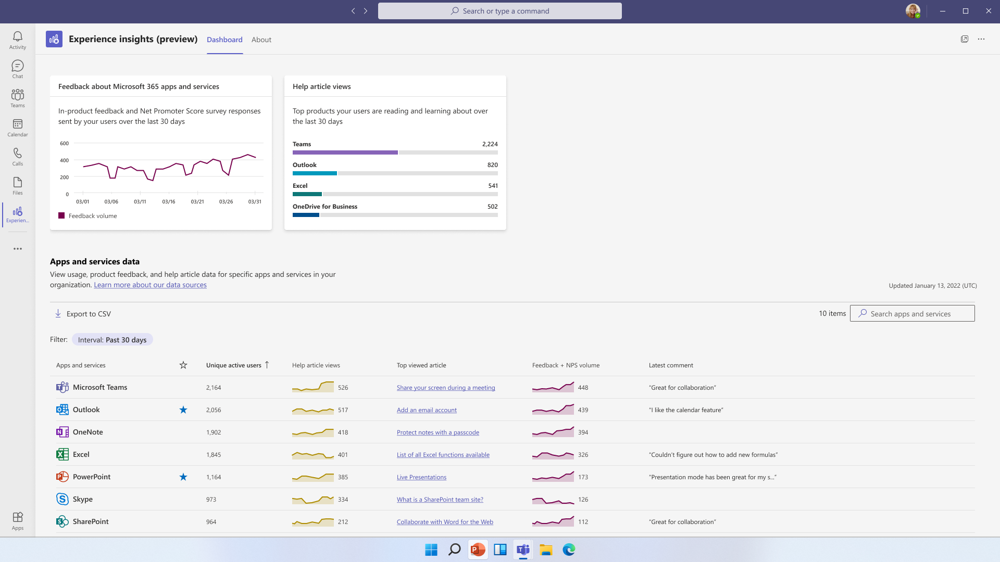 Search or type a command
Experience insights (preview)
Dashboard
About
Activity
Chat
Teams
Calendar
Calls
Files
Experien...
Apps
Feedback about Microsoft 365 apps and services
In-product feedback and Net Promoter Score survey responses
sent by your users over the last 30 days
600
400
200
0
03/01 03/06 03/11 03/16 03/21 03/26 03/31
Feedback volume
Help article views
Top products your users are reading and learning about over
the last 30 days
Teams 2,224
Outlook 820
Excel 541
OneDrive for Business 502
Apps and services data
View usage, product feedback, and help article data for specific apps and services in your
organization. Learn more about our data sources
Updated January 13, 2022 (UTC)
Export to CSV
10 items
Search apps and services
Filter: Interval: Past 30 days
Apps and services Unique active users ↑ Help article views Top viewed article Feedback + NPS volume Latest comment
Microsoft Teams 2,164 526 Share your screen during a meeting 448 "Great for collaboration"
Outlook 2,056 517 Add an email account 439 "I like the calendar feature"
OneNote 1,902 418 Protect notes with a passcode 394
Excel 1,845 401 List of all Excel functions available 326 "Couldn't figure out how to add new formulas"
PowerPoint 1,164 385 Live Presentations 173 "Presentation mode has been great for my s..."
Skype 973 334 What is a SharePoint team site? 126
SharePoint 964 212 Collaborate with Word for the Web 112 "Great for collaboration"